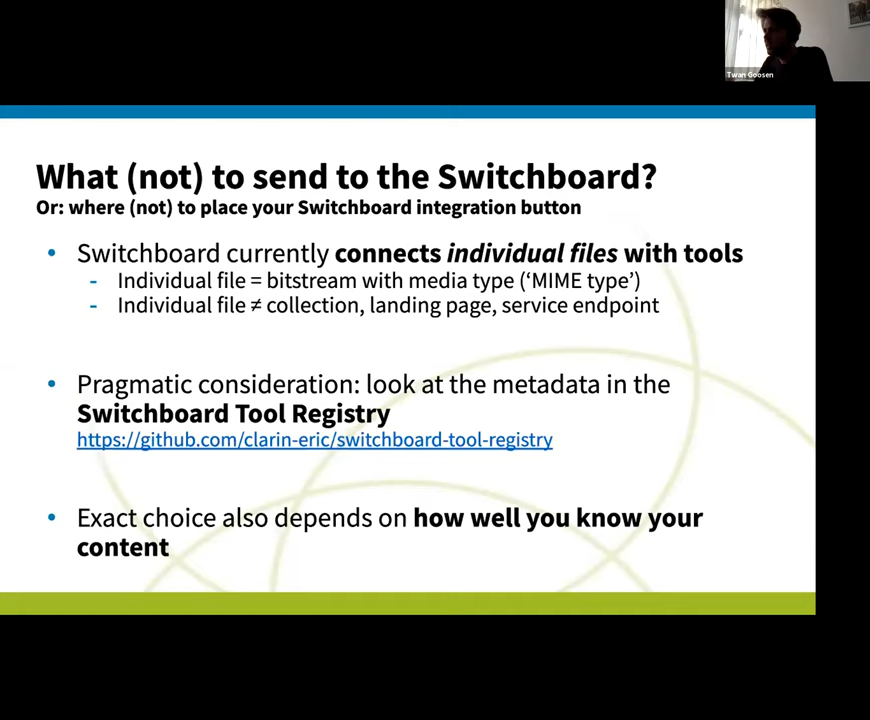 Twan Goosen
What (not) to send to the Switchboard?
Or: where (not) to place your Switchboard integration button
• Switchboard currently connects individual files with tools
- Individual file = bitstream with media type (‘MIME type’)
- Individual file ≠ collection, landing page, service endpoint
• Pragmatic consideration: look at the metadata in the
Switchboard Tool Registry
https://github.com/clarin-eric/switchboard-tool-registry
• Exact choice also depends on how well you know your
content